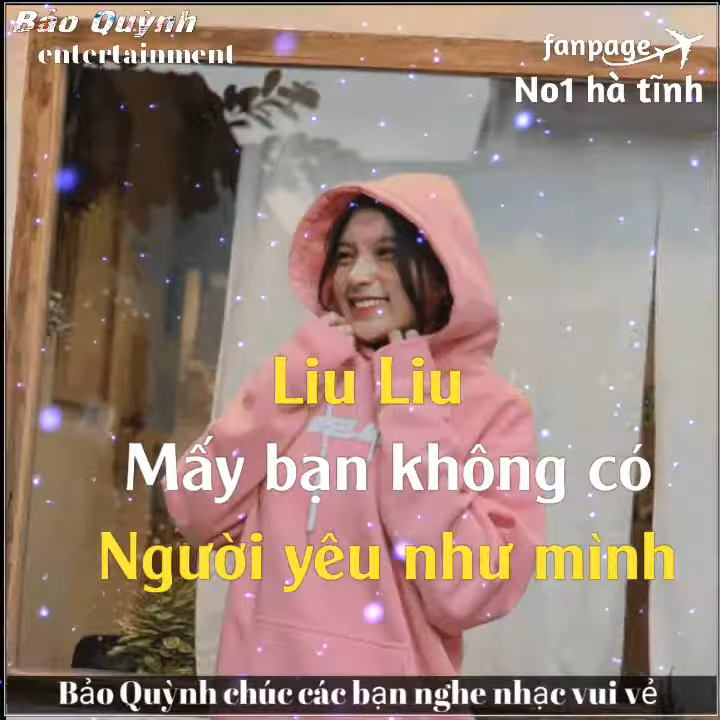 Bảo Quỳnh
entertainment
fanpage
No1 hà tĩnh
Liu Liu
Mấy bạn không có
Người yêu như mình
Bảo Quỳnh chúc các bạn nghe nhạc vui vẻ